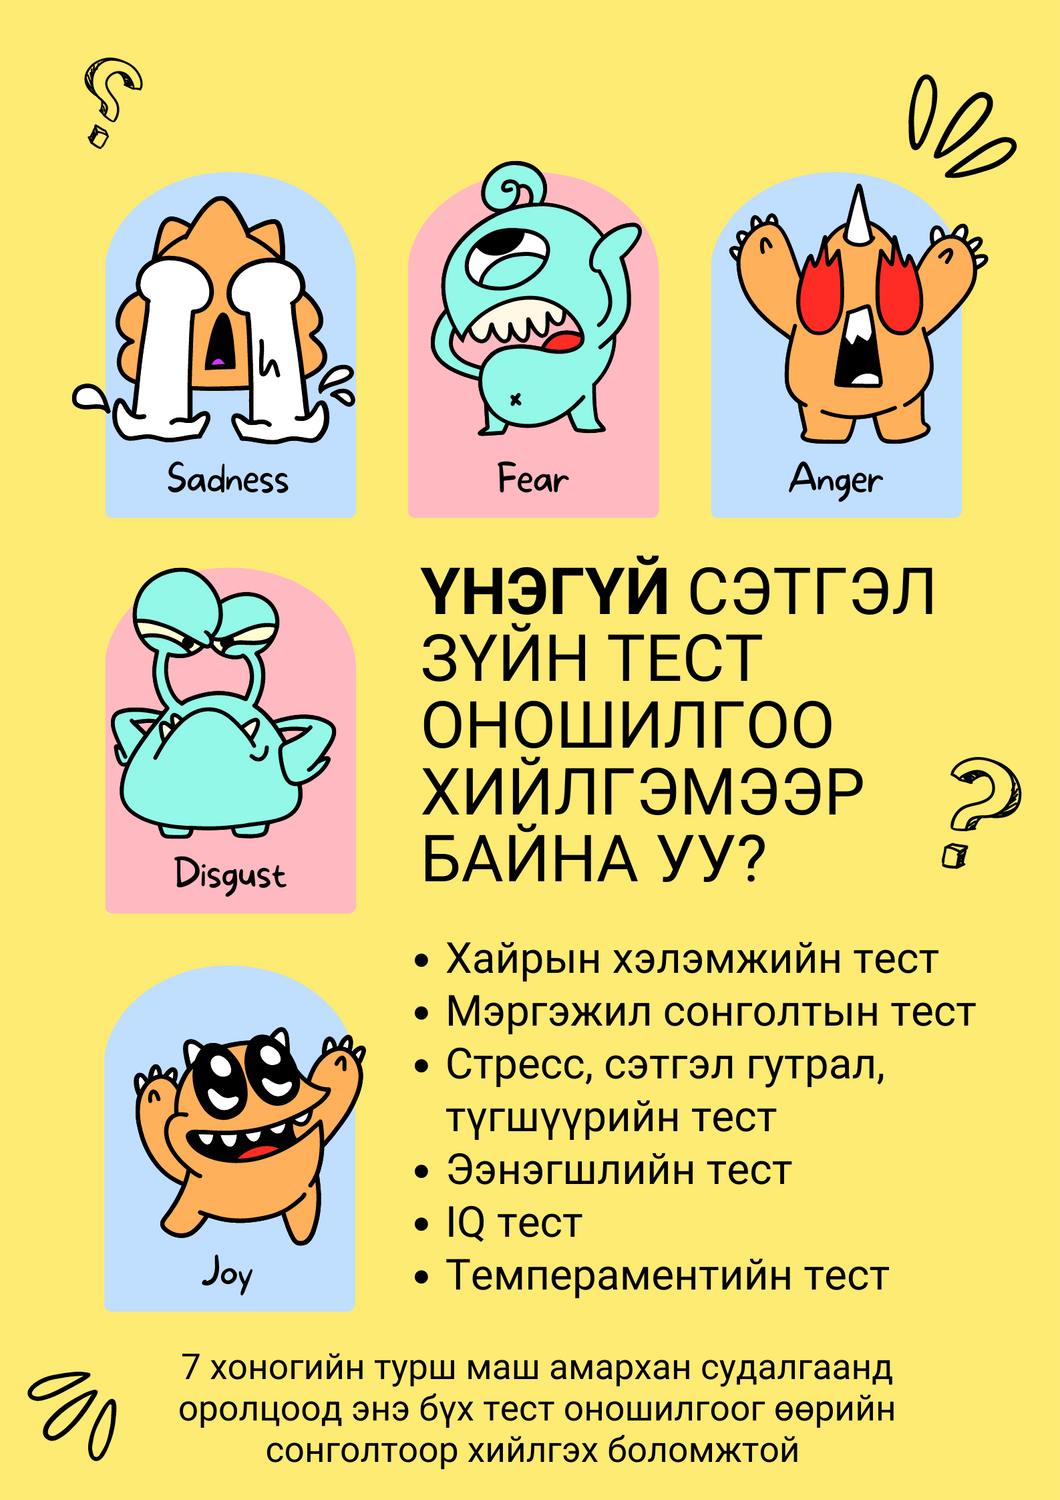 Sadness
Fear
Anger
Disgust
ҮНЭГҮЙ СЭТГЭЛ
ЗҮЙН ТЕСТ
ОНОШИЛГОО
ХИЙЛГЭМЭЭР
БАЙНА УУ?
• Хайрын хэлэмжийн тест
• Мэргэжил сонголтын тест
• Стресс, сэтгэл гутрал,
түгшүүрийн тест
• Ээнэгшлийн тест
• IQ тест
• Темпераментийн тест
Joy
7 хоногийн турш маш амархан судалгаанд
оролцоод энэ бүх тест оношилгоог өөрийн
сонголтоор хийлгэх боломжтой